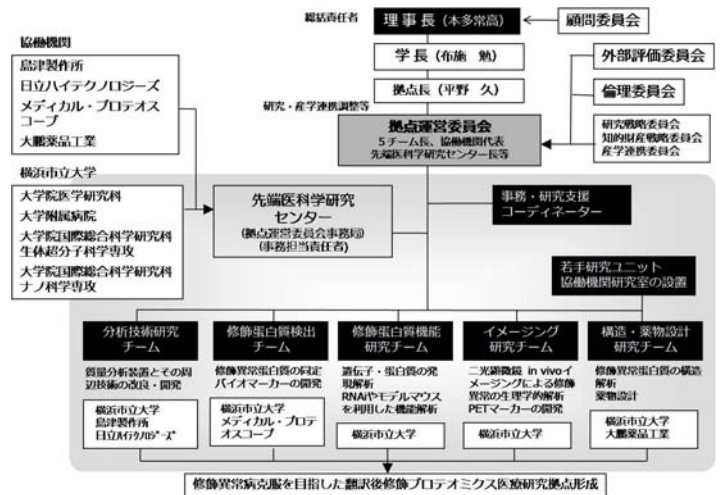 総括責任者
理事長（本多常高）
顧問委員会
学長（布施　勉）
拠点長（平野　久）
外部評価委員会
倫理委員会
研究戦略委員会
知的財産戦略委員会
産学連携委員会
研究・産学連携調整等
拠点運営委員会
5チーム長、協働機関代表
先端医科学研究センター長等
協働機関
島津製作所
日立ハイテクノロジーズ
メディカル・プロテオス
コープ
大鵬薬品工業
横浜市立大学
大学院医学研究科
大学附属病院
大学院国際総合科学研究科
生体超分子科学専攻
大学院国際総合科学研究科
ナノ科学専攻
先端医科学研究
センター
(拠点運営委員会事務局)
(事務担当責任者)
事務・研究支援
コーディネーター
若手研究ユニット
協働機関研究室の設置
分析技術研究
チーム
質量分析装置とその周
辺技術の改良・開発
横浜市立大学
島津製作所
日立ﾊｲﾃｸﾉﾛｼﾞｰｽﾞ
修飾蛋白質検出
チーム
修飾異常蛋白質の同定
バイオマーカーの開発
横浜市立大学
メディカル・プロテ
オスコープ
修飾蛋白質機能
研究チーム
遺伝子・蛋白質の発
現解析
RNAiやモデルマウス
を利用した機能解析
横浜市立大学
イメージング研究
チーム
二光顕微鏡 in vivoイ
メージングによる修飾
異常の生理学的解析
PETマーカーの開発
横浜市立大学
構造・薬物設計
研究チーム
修飾異常蛋白質の構造
解析
薬物設計
横浜市立大学
大鵬薬品工業
修飾異常病克服を目指した翻訳後修飾プロテオミクス医療研究拠点形成